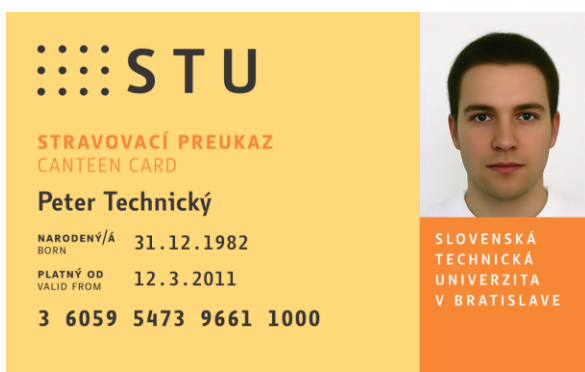 STU
STRAVOVACÍ PREUKAZ
CANTEEN CARD
Peter Technický
NARODENÝ/Á
BORN
31.12.1982
PLATNÝ OD
VALID FROM
12.3.2011
3 6059 5473 9661 1000
SLOVENSKÁ
TECHNICKÁ
UNIVERZITA
V BRATISLAVE